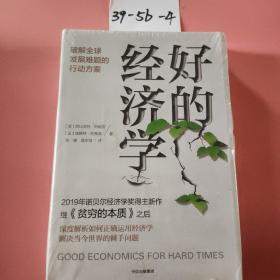 39-5b-4
破解全球
发展难题的
行动方案
好的
经济学
2019年诺贝尔经济学奖得主新作
继《贫穷的本质》之后
深度解析如何正确运用经济学
解决当今世界的棘手问题
GOOD ECONOMICS FOR HARD TIMES
中信出版集团